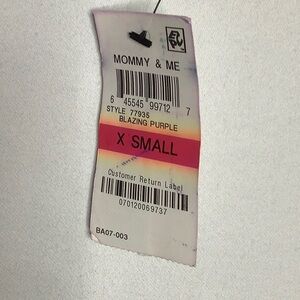 MOMMY & ME
6 45545 99712 7
STYLE 77935
BLAZING PURPLE
X SMALL
Customer Return Label
070120069737
BA07-003